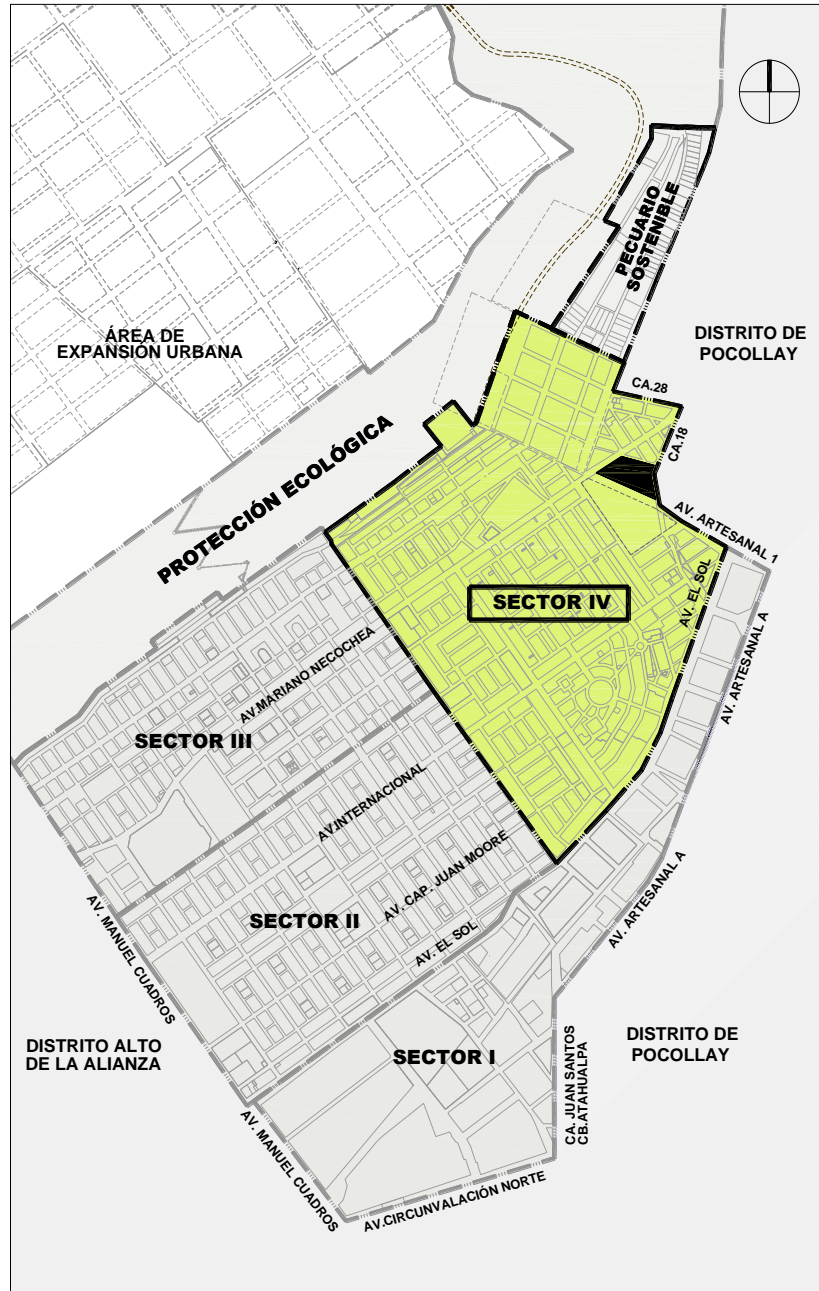 PECUARIO
SOSTENIBLE
ÁREA DE
EXPANSIÓN URBANA
DISTRITO DE
POCOLLAY
CA.28
CA.18
PROTECCIÓN ECOLÓGICA
AV. ARTESANAL 1
AV. EL SOL
SECTOR IV
AV. ARTESANAL A
AV.MARIANO NECOCHEA
SECTOR III
AV.INTERNACIONAL
AV. CAP. JUAN MOORE
SECTOR II
AV. EL SOL
AV. ARTESANAL A
AV. MANUEL CUADROS
DISTRITO ALTO
DE LA ALIANZA
SECTOR I
CA. JUAN SANTOS
CB.ATAHUALPA
DISTRITO DE
POCOLLAY
AV. MANUEL CUADROS
AV.CIRCUNVALACIÓN NORTE